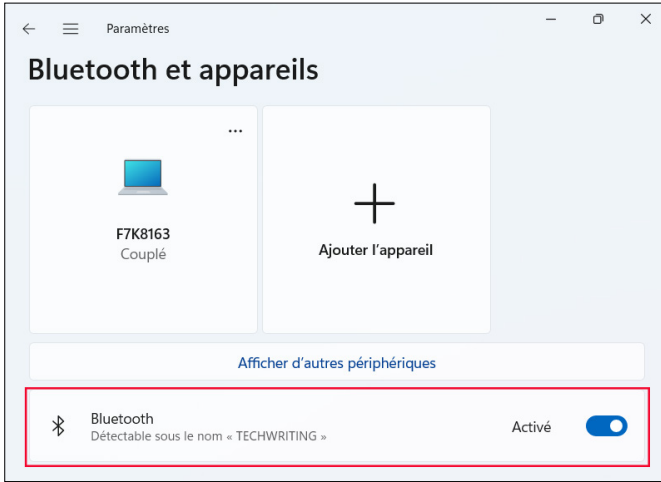 Paramètres
Bluetooth et appareils
F7K8163
Couplé
Ajouter l'appareil
Afficher d'autres périphériques
Bluetooth
Détectable sous le nom « TECHWRITING »
Activé